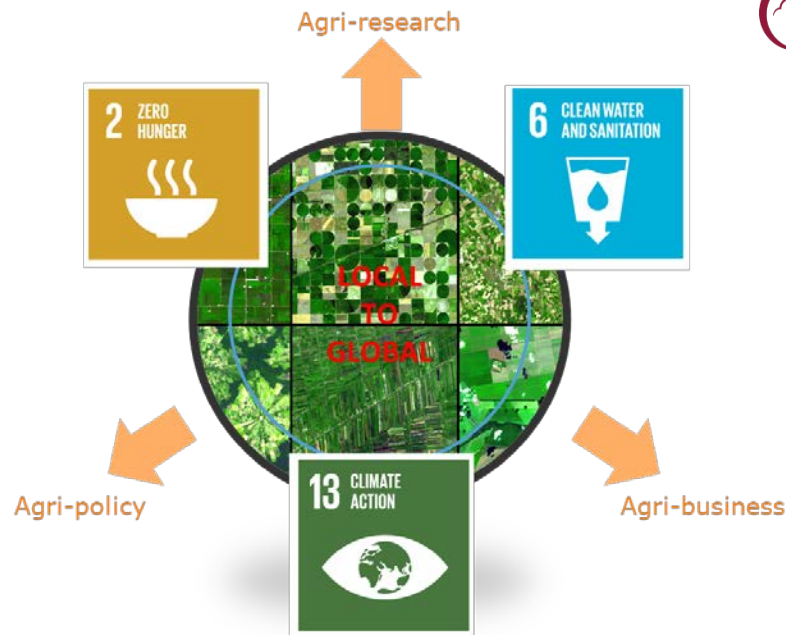 Agri-research
2 ZERO
HUNGER
6 CLEAN WATER
AND SANITATION
LOCAL
TO
GLOBAL
Agri-policy
13 CLIMATE
ACTION
Agri-business